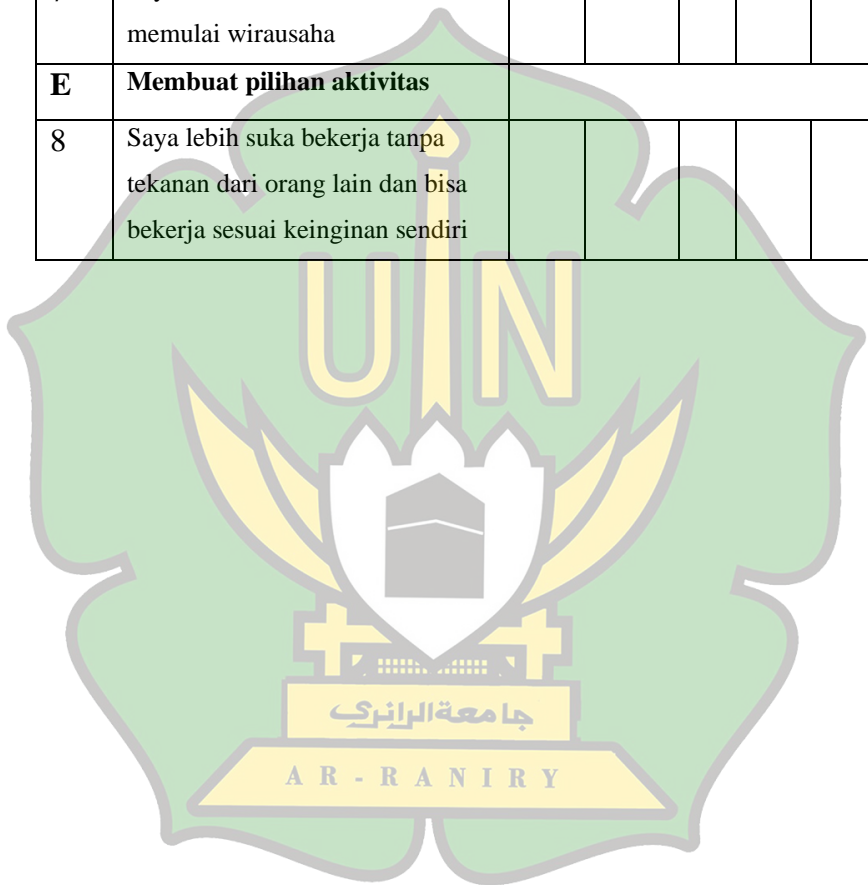 memulai wirausaha
E Membuat pilihan aktivitas
8 Saya lebih suka bekerja tanpa
tekanan dari orang lain dan bisa
bekerja sesuai keinginan sendiri
UIN
جامعة الرانري
AR-RANIRY